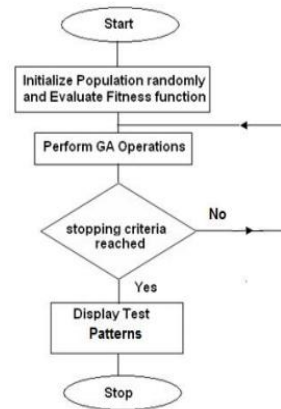 Start
Initialize Population randomly
and Evaluate Fitness function
Perform GA Operations
stopping criteria
reached
No
Yes
Display Test
Patterns
Stop